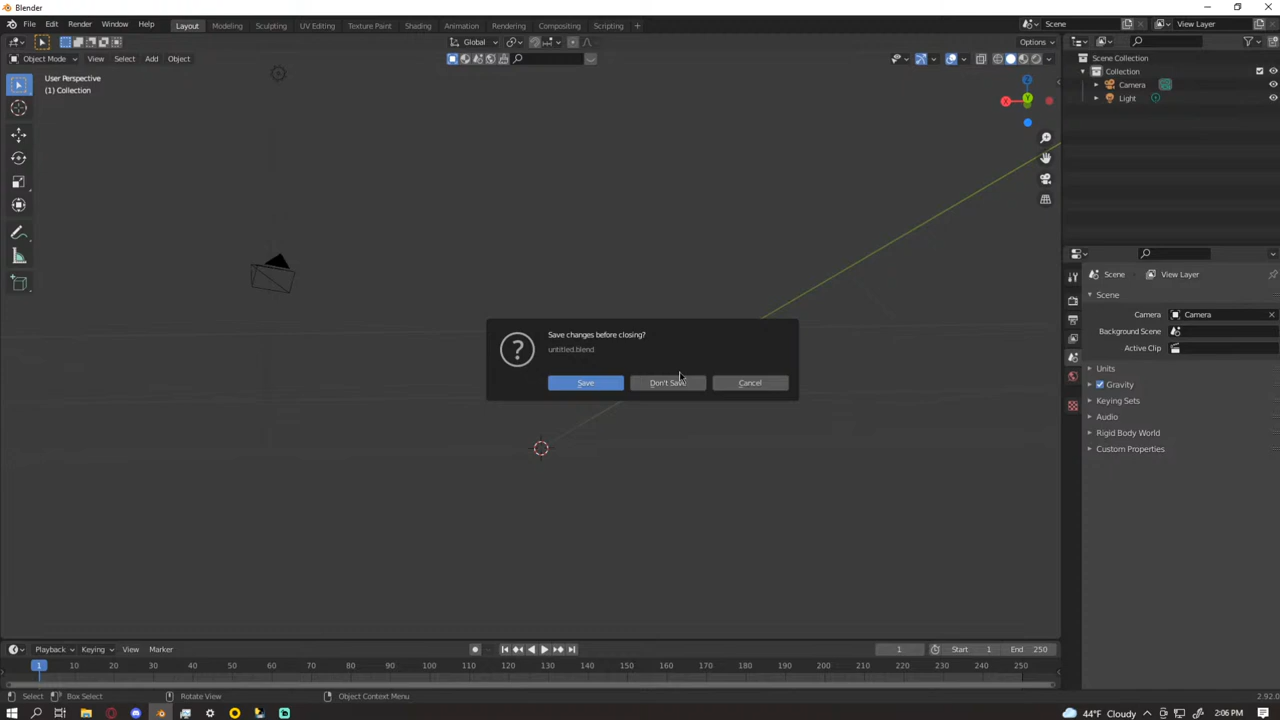 Blender
File Edit Render Window Help
Layout Modeling Sculpting UV Editing Texture Paint Shading Animation Rendering Compositing Scripting +
Scene
View Layer
Global
Options
Object Mode View Select Add Object
User Perspective
(1) Collection
X
Y
Z
Scene Collection
Collection
Camera
Light
Scene View Layer
Scene
Camera Camera
Background Scene
Active Clip
Units
Gravity
Keying Sets
Audio
Rigid Body World
Custom Properties
Save changes before closing?
untitled.blend
Save Don't Save Cancel
Playback Keying View Marker
1 Start 1 End 250
1 10 20 30 40 50 60 70 80 90 100 110 120 130 140 150 160 170 180 190 200 210 220 230 240 250
Select Box Select Rotate View Object Context Menu
2.92.0
44°F Cloudy 2:06 PM